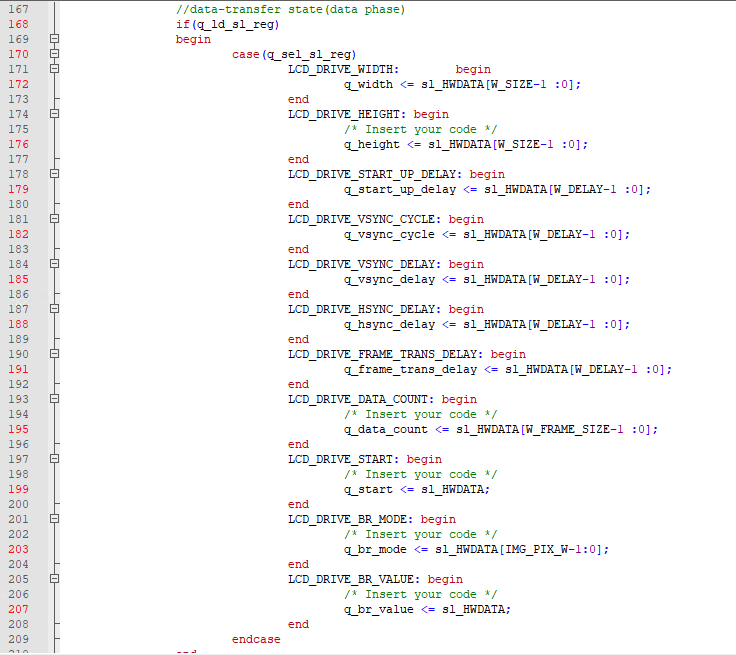 167 //data-transfer state(data phase)
168 if(q_ld_sl_reg)
169 begin
170 case(q_sel_sl_reg)
171 LCD_DRIVE_WIDTH: begin
172 q_width <= sl_HWDATA[W_SIZE-1 :0];
173 end
174 LCD_DRIVE_HEIGHT: begin
175 /* Insert your code */
176 q_height <= sl_HWDATA[W_SIZE-1 :0];
177 end
178 LCD_DRIVE_START_UP_DELAY: begin
179 q_start_up_delay <= sl_HWDATA[W_DELAY-1 :0];
180 end
181 LCD_DRIVE_VSYNC_CYCLE: begin
182 q_vsync_cycle <= sl_HWDATA[W_DELAY-1 :0];
183 end
184 LCD_DRIVE_VSYNC_DELAY: begin
185 q_vsync_delay <= sl_HWDATA[W_DELAY-1 :0];
186 end
187 LCD_DRIVE_HSYNC_DELAY: begin
188 q_hsync_delay <= sl_HWDATA[W_DELAY-1 :0];
189 end
190 LCD_DRIVE_FRAME_TRANS_DELAY: begin
191 q_frame_trans_delay <= sl_HWDATA[W_DELAY-1 :0];
192 end
193 LCD_DRIVE_DATA_COUNT: begin
194 /* Insert your code */
195 q_data_count <= sl_HWDATA[W_FRAME_SIZE-1 :0];
196 end
197 LCD_DRIVE_START: begin
198 /* Insert your code */
199 q_start <= sl_HWDATA;
200 end
201 LCD_DRIVE_BR_MODE: begin
202 /* Insert your code */
203 q_br_mode <= sl_HWDATA[IMG_PIX_W-1:0];
204 end
205 LCD_DRIVE_BR_VALUE: begin
206 /* Insert your code */
207 q_br_value <= sl_HWDATA;
208 end
209 endcase